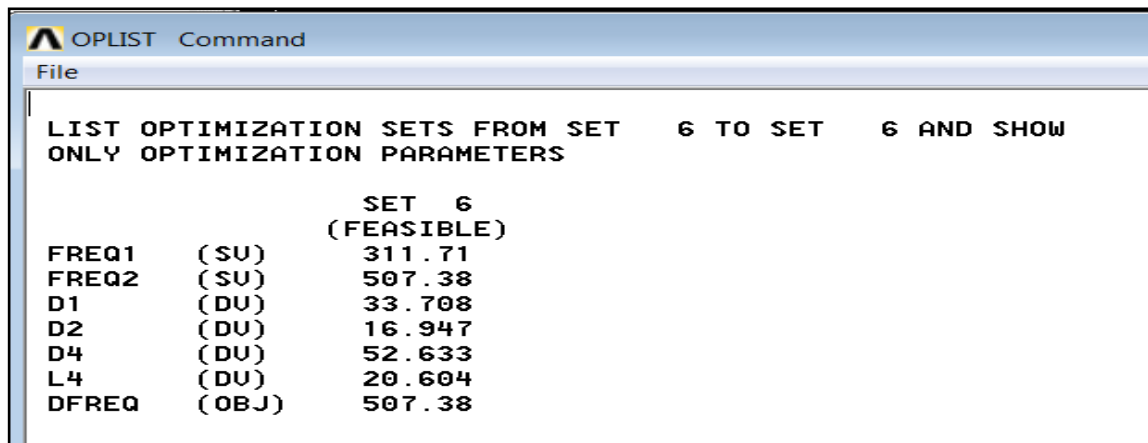 OPLIST Command
File
LIST OPTIMIZATION SETS FROM SET 6 TO SET 6 AND SHOW
ONLY OPTIMIZATION PARAMETERS
SET 6
(FEASIBLE)
FREQ1 (SV) 311.71
FREQ2 (SV) 507.38
D1 (DV) 33.708
D2 (DV) 16.947
D4 (DV) 52.633
L4 (DV) 20.604
DFREQ (OBJ) 507.38